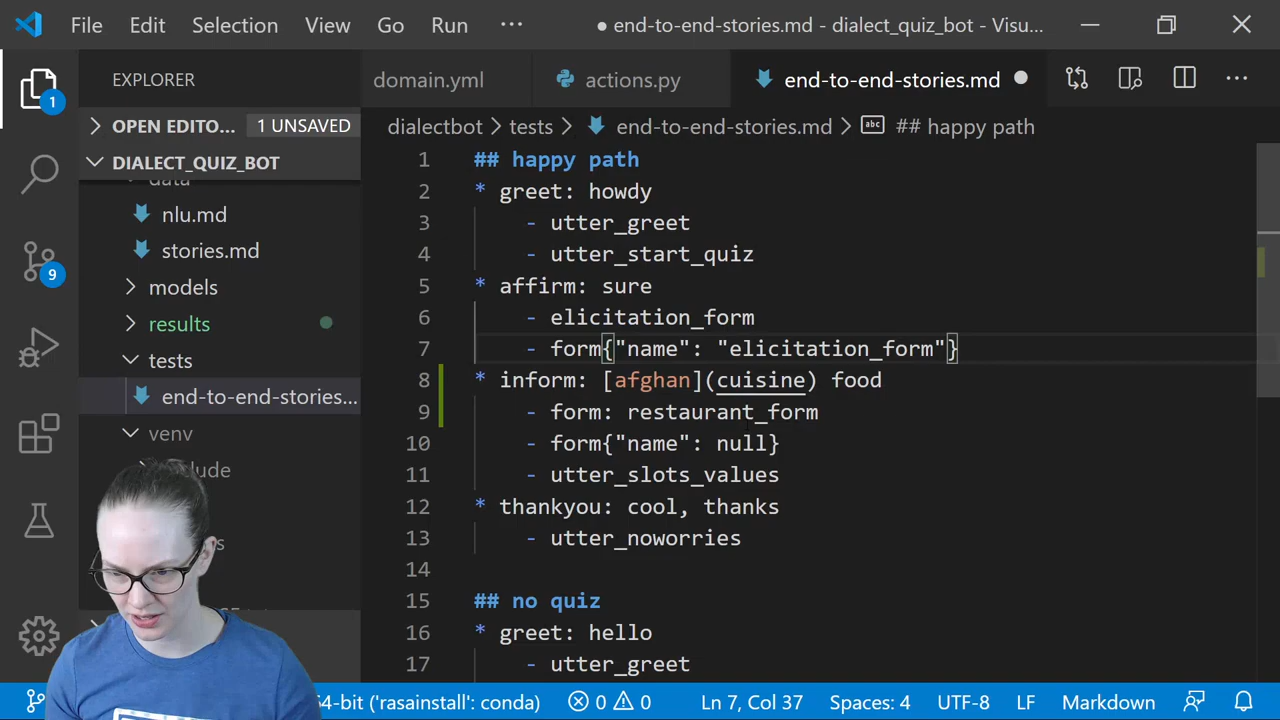 File Edit Selection View Go Run ··· ● end-to-end-stories.md - dialect_quiz_bot - Visu...
EXPLORER
domain.yml
actions.py
end-to-end-stories.md
1
OPEN EDITO... 1 UNSAVED
dialectbot > tests > end-to-end-stories.md > abc ## happy path
DIALECT_QUIZ_BOT
data
nlu.md
stories.md
9
models
results
tests
end-to-end-stories...
venv
1 ## happy path
2 * greet: howdy
3 - utter_greet
4 - utter_start_quiz
5 * affirm: sure
6 - elicitation_form
7 - form{"name": "elicitation_form"}
8 * inform: [afghan](cuisine) food
9 - form: restaurant_form
10 - form{"name": null}
11 - utter_slots_values
12 * thankyou: cool, thanks
13 - utter_noworries
14
15 ## no quiz
16 * greet: hello
17 - utter_greet
64-bit ('rasainstall': conda) 0 0 Ln 7, Col 37 Spaces: 4 UTF-8 LF Markdown